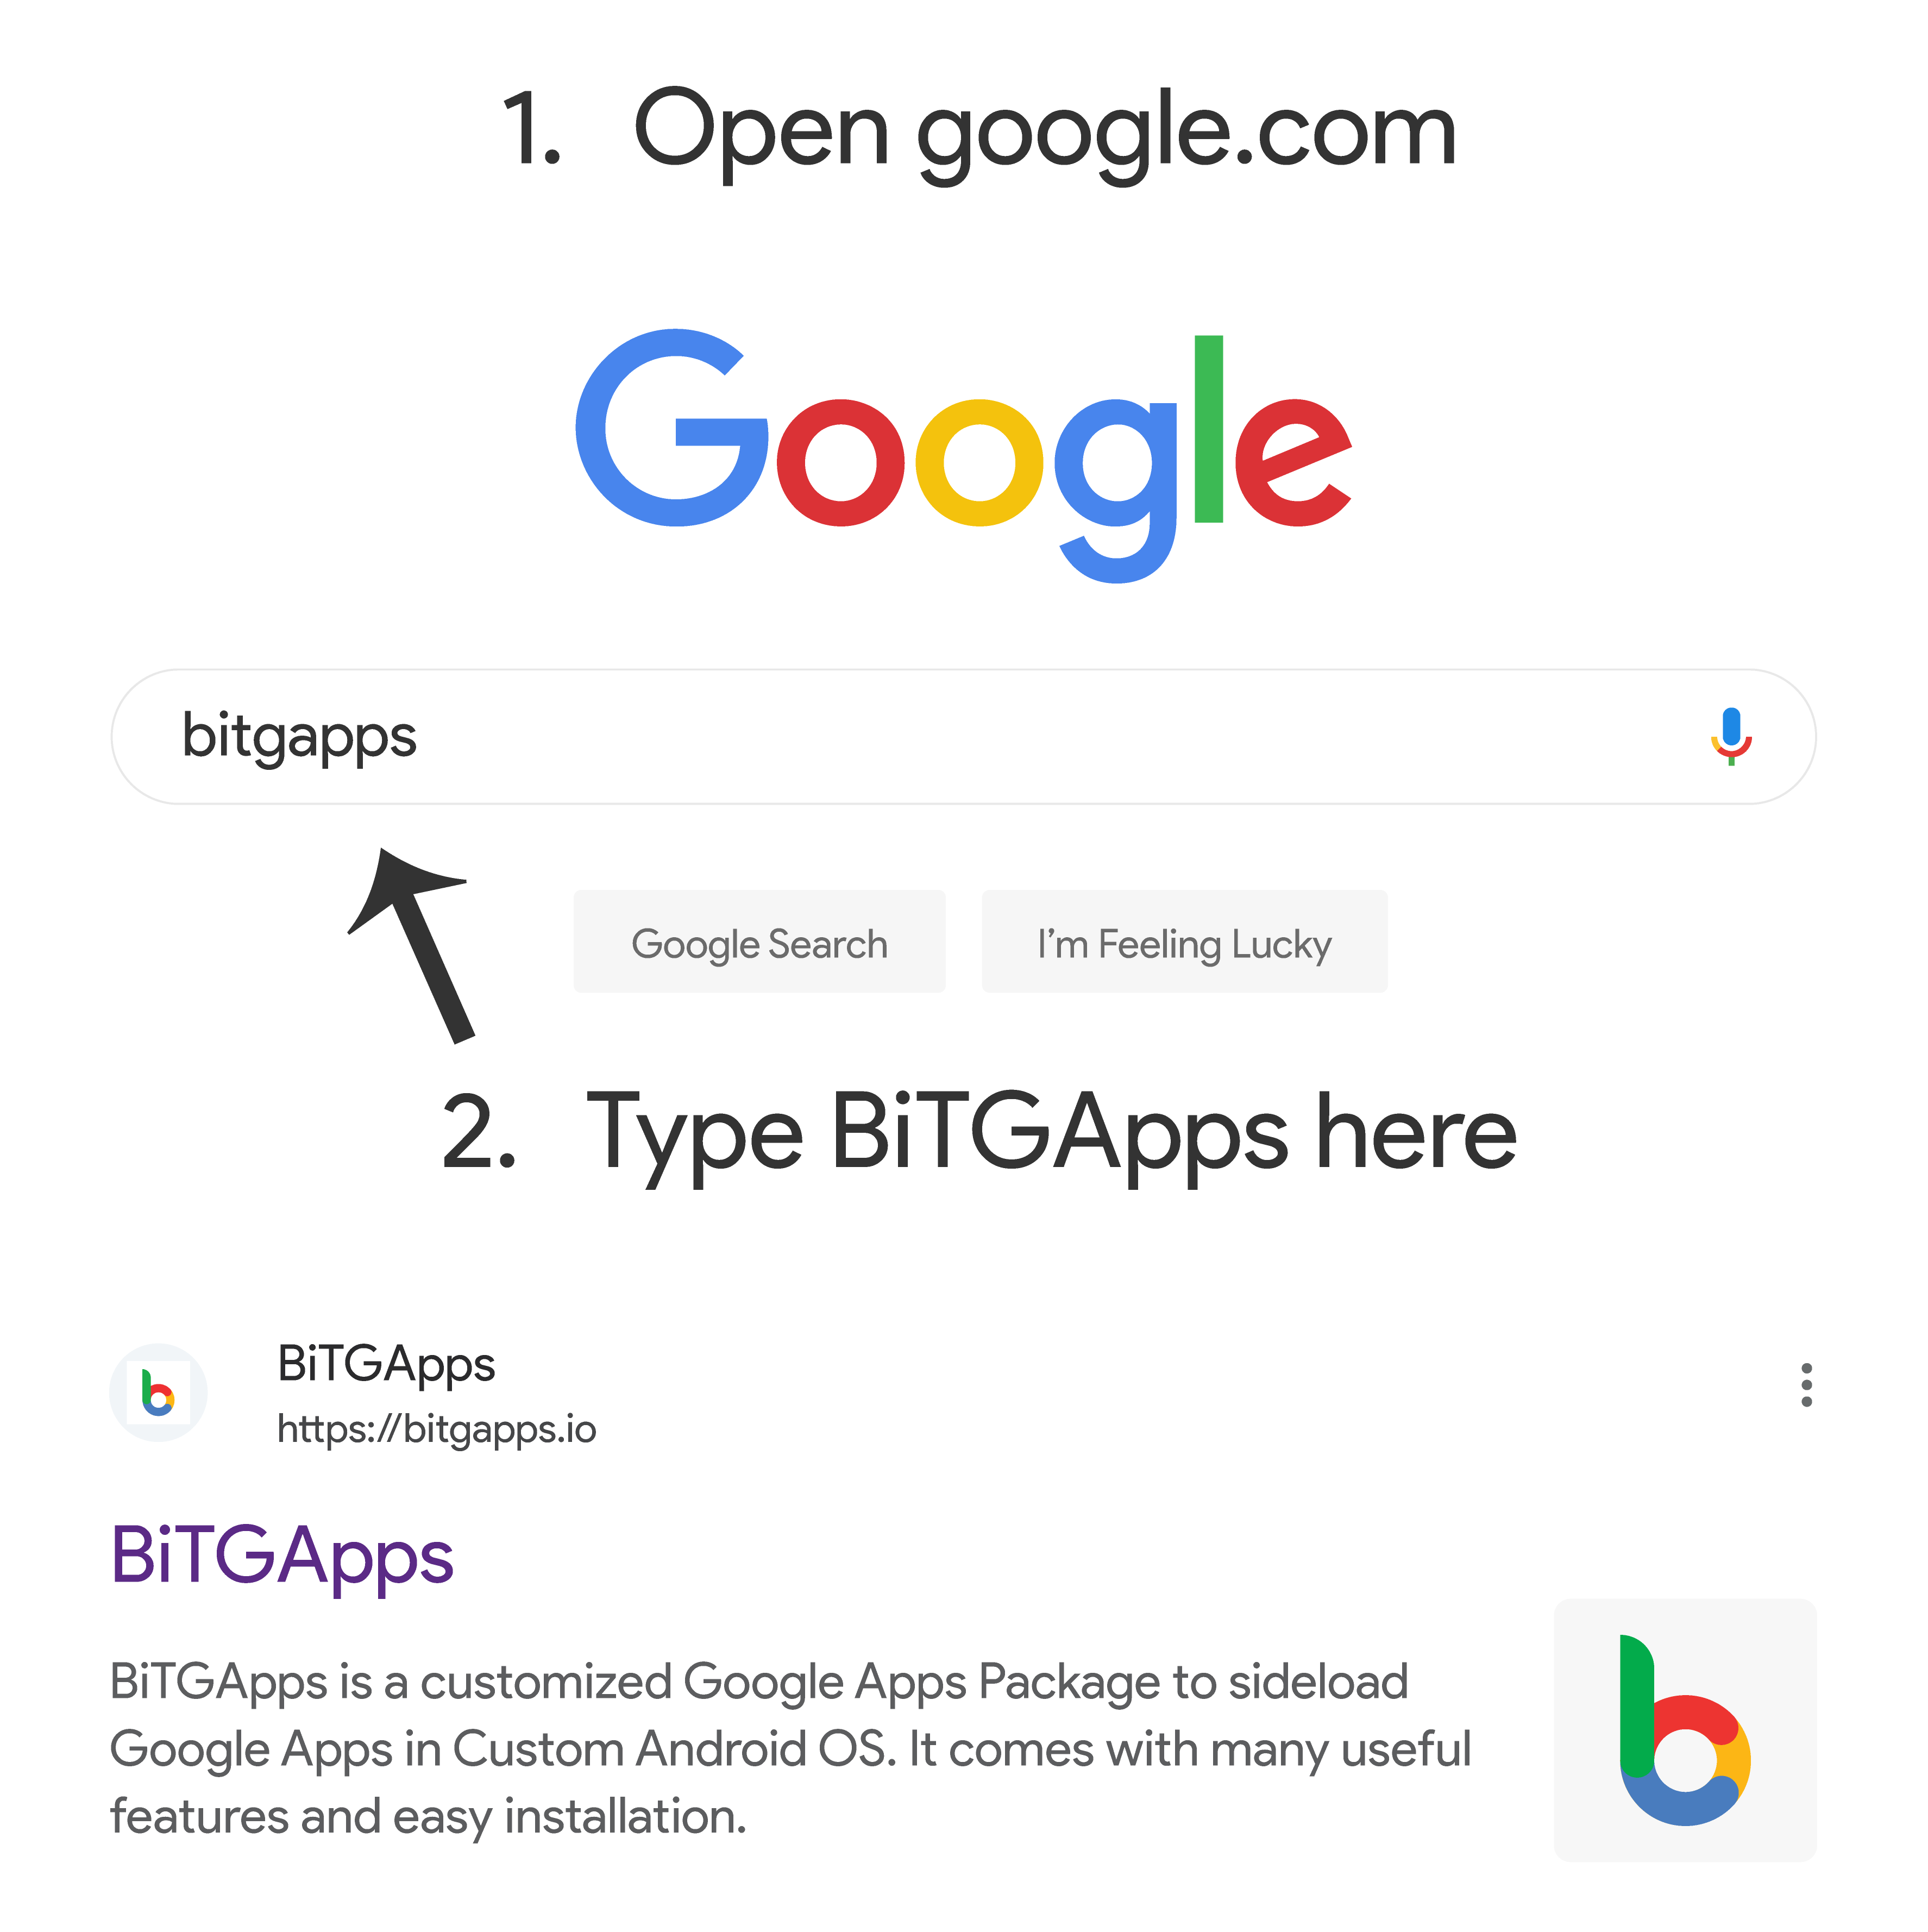 1. Open google.com
Google
bitgapps
Google Search
I'm Feeling Lucky
2. Type BiTGApps here
BiTGApps
https://bitgapps.io
BiTGApps
BiTGApps is a customized Google Apps Package to sideload
Google Apps in Custom Android OS. It comes with many useful
features and easy installation.